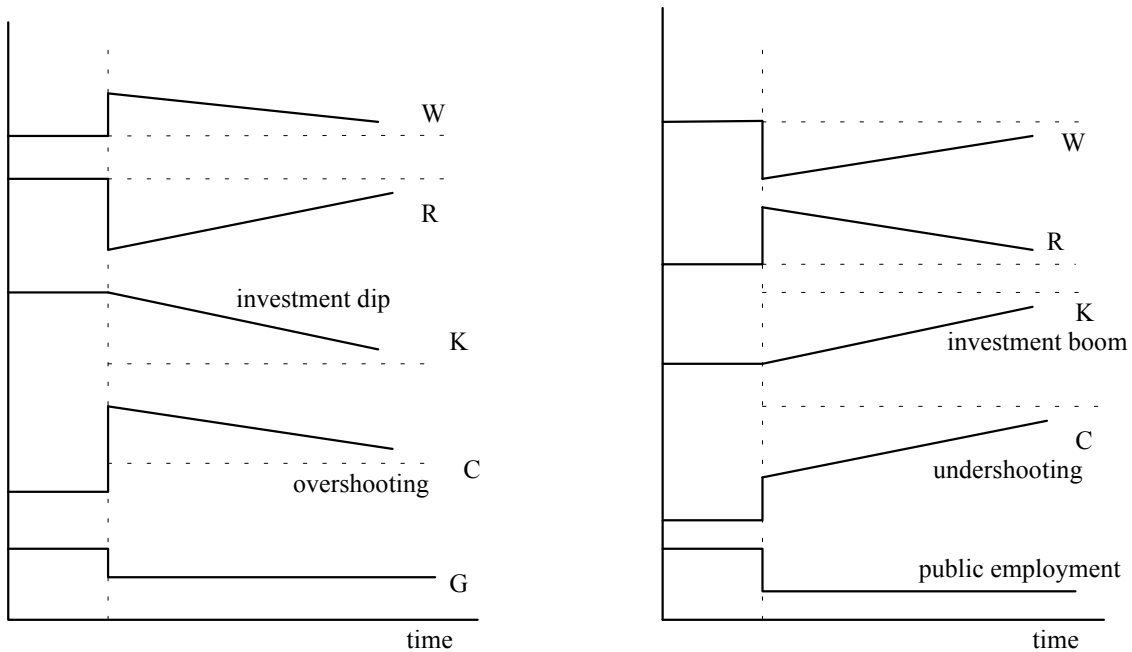 W
R
investment dip
K
C
overshooting
G
time
W
R
K
investment boom
C
undershooting
public employment
time